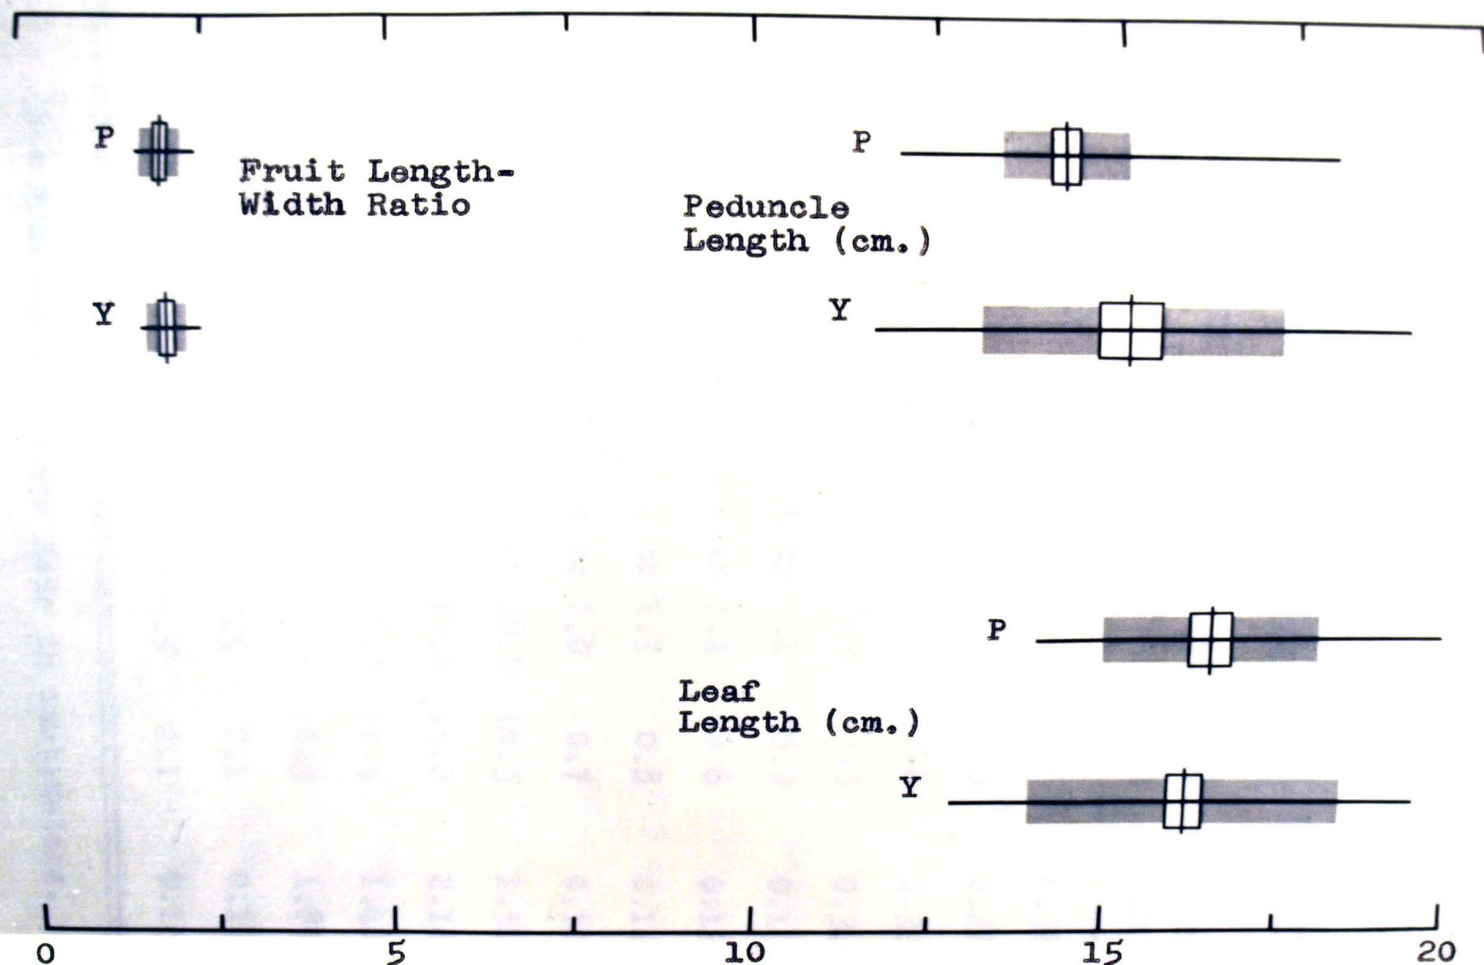 P
Fruit Length-
Width Ratio
Y
P
Peduncle
Length (cm.)
Y
P
Leaf
Length (cm.)
Y
0 5 10 15 20